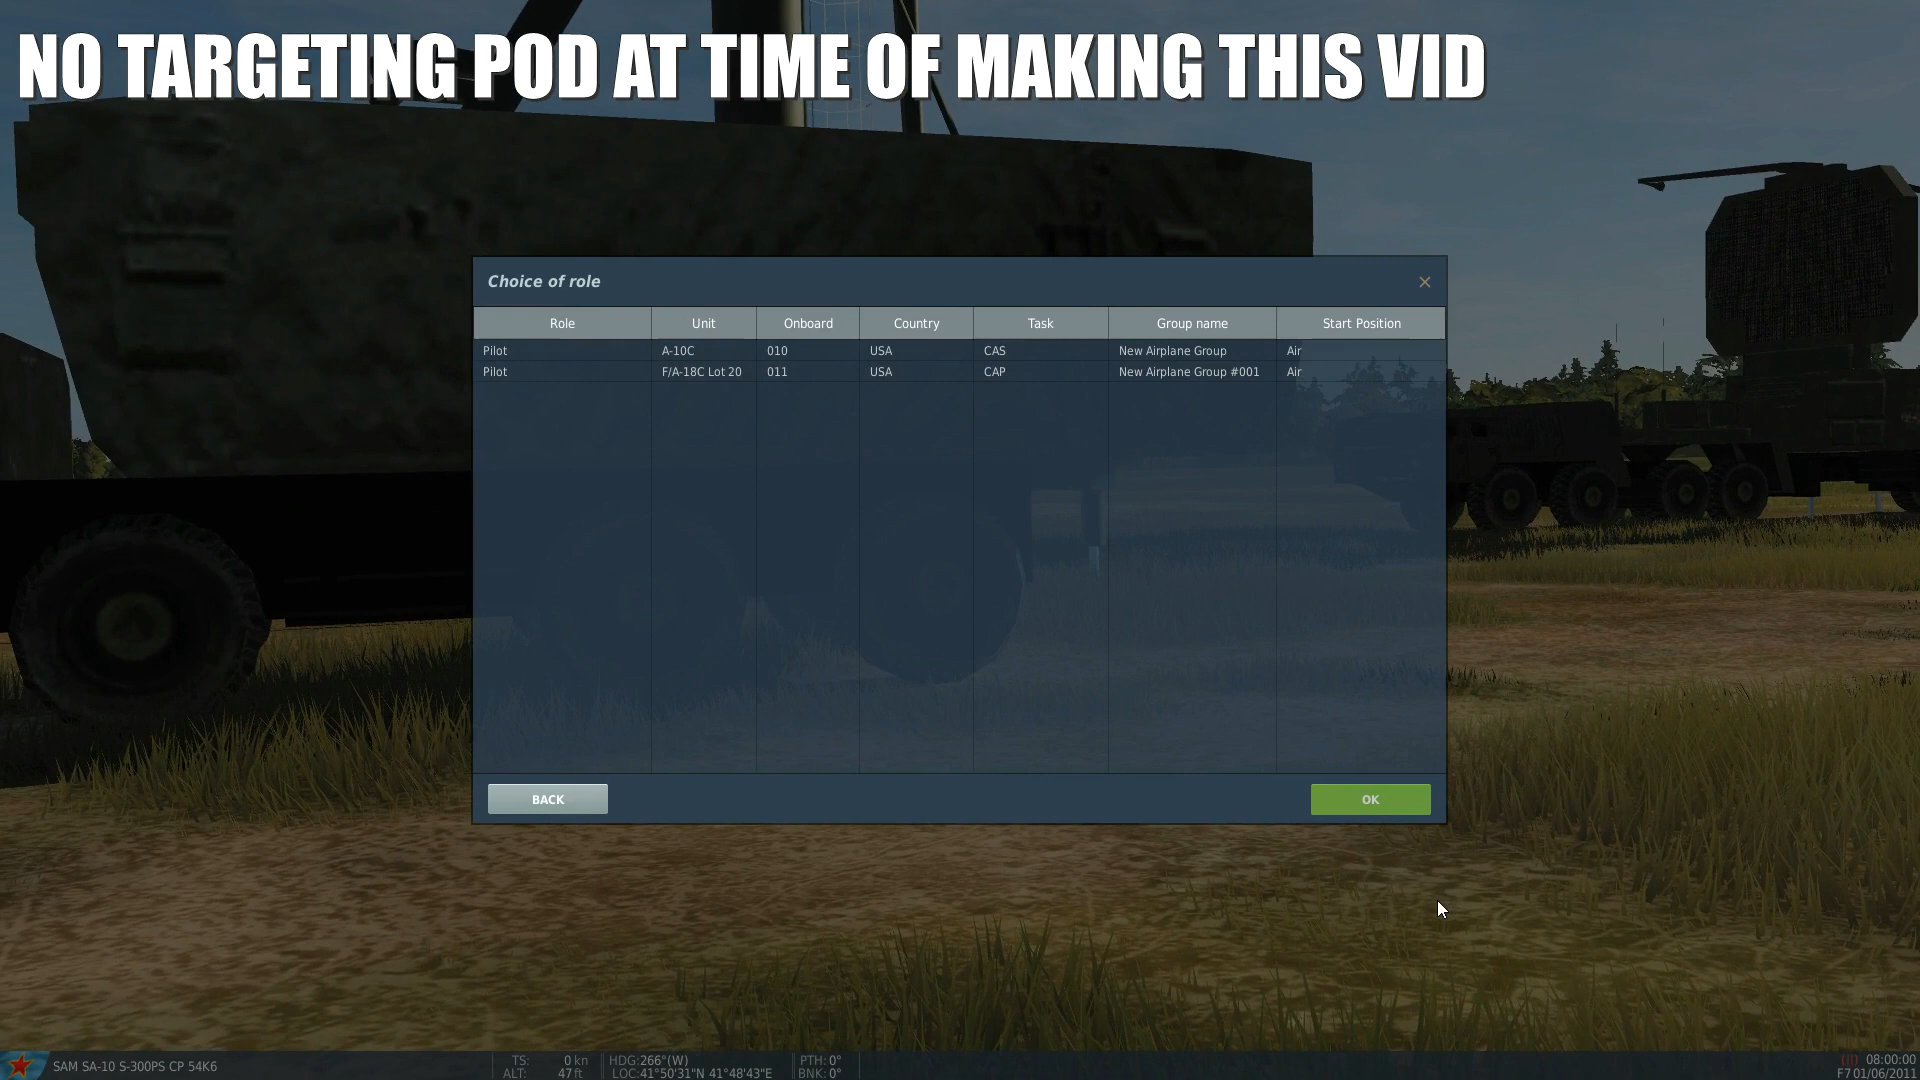 NO TARGETING POD AT TIME OF MAKING THIS VID
Choice of role
Role Unit Onboard Country Task Group name Start Position
Pilot A-10C 010 USA CAS New Airplane Group Air
Pilot F/A-18C Lot 20 011 USA CAP New Airplane Group #001 Air
BACK OK
SAM SA-10 S-300PS CP 54K6 TS: 0 kn HDG:266°(W) PTH: 0° 08:00:00
ALT: 47 ft LOC:41°50'31"N 41°48'43"E BNK: 0° F7 01/06/2011